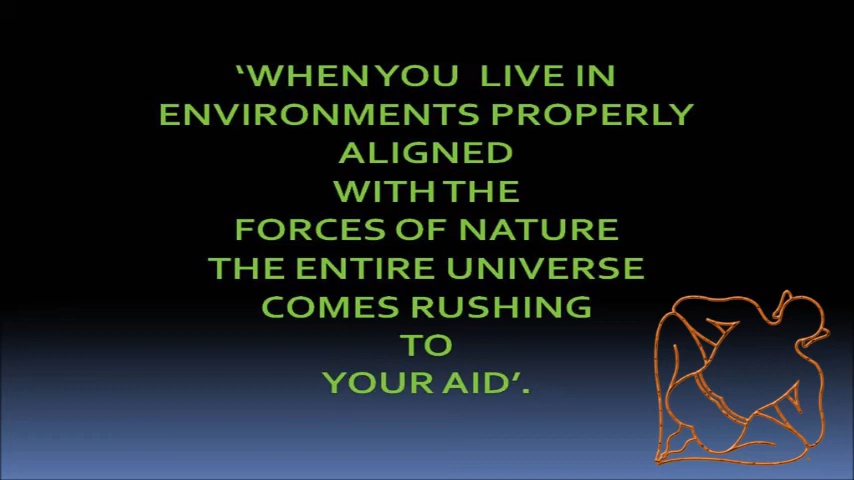 ‘WHEN YOU LIVE IN
ENVIRONMENTS PROPERLY
ALIGNED
WITH THE
FORCES OF NATURE
THE ENTIRE UNIVERSE
COMES RUSHING
TO
YOUR AID’.